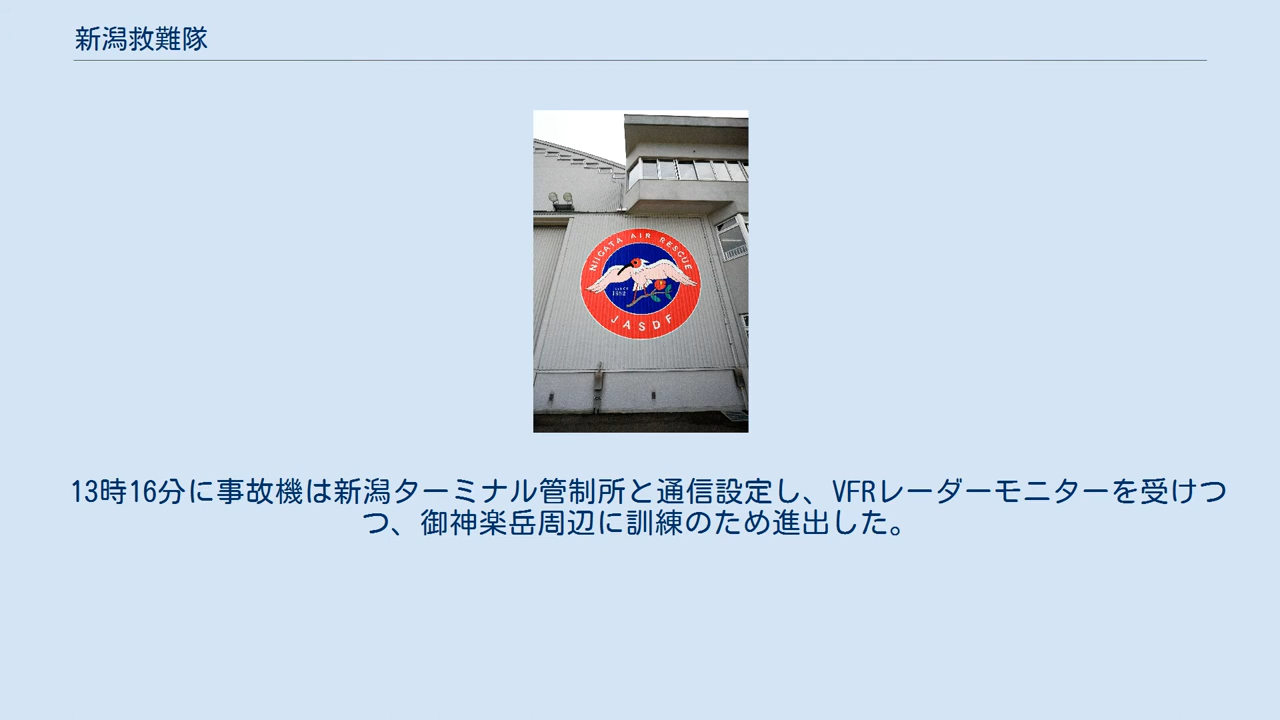 新潟救難隊
NIIGATA AIR RESCUE
SINCE
1962
JASDF
13時16分に事故機は新潟ターミナル管制所と通信設定し、VFRレーダーモニターを受けつ
つ、御神楽岳周辺に訓練のため進出した。